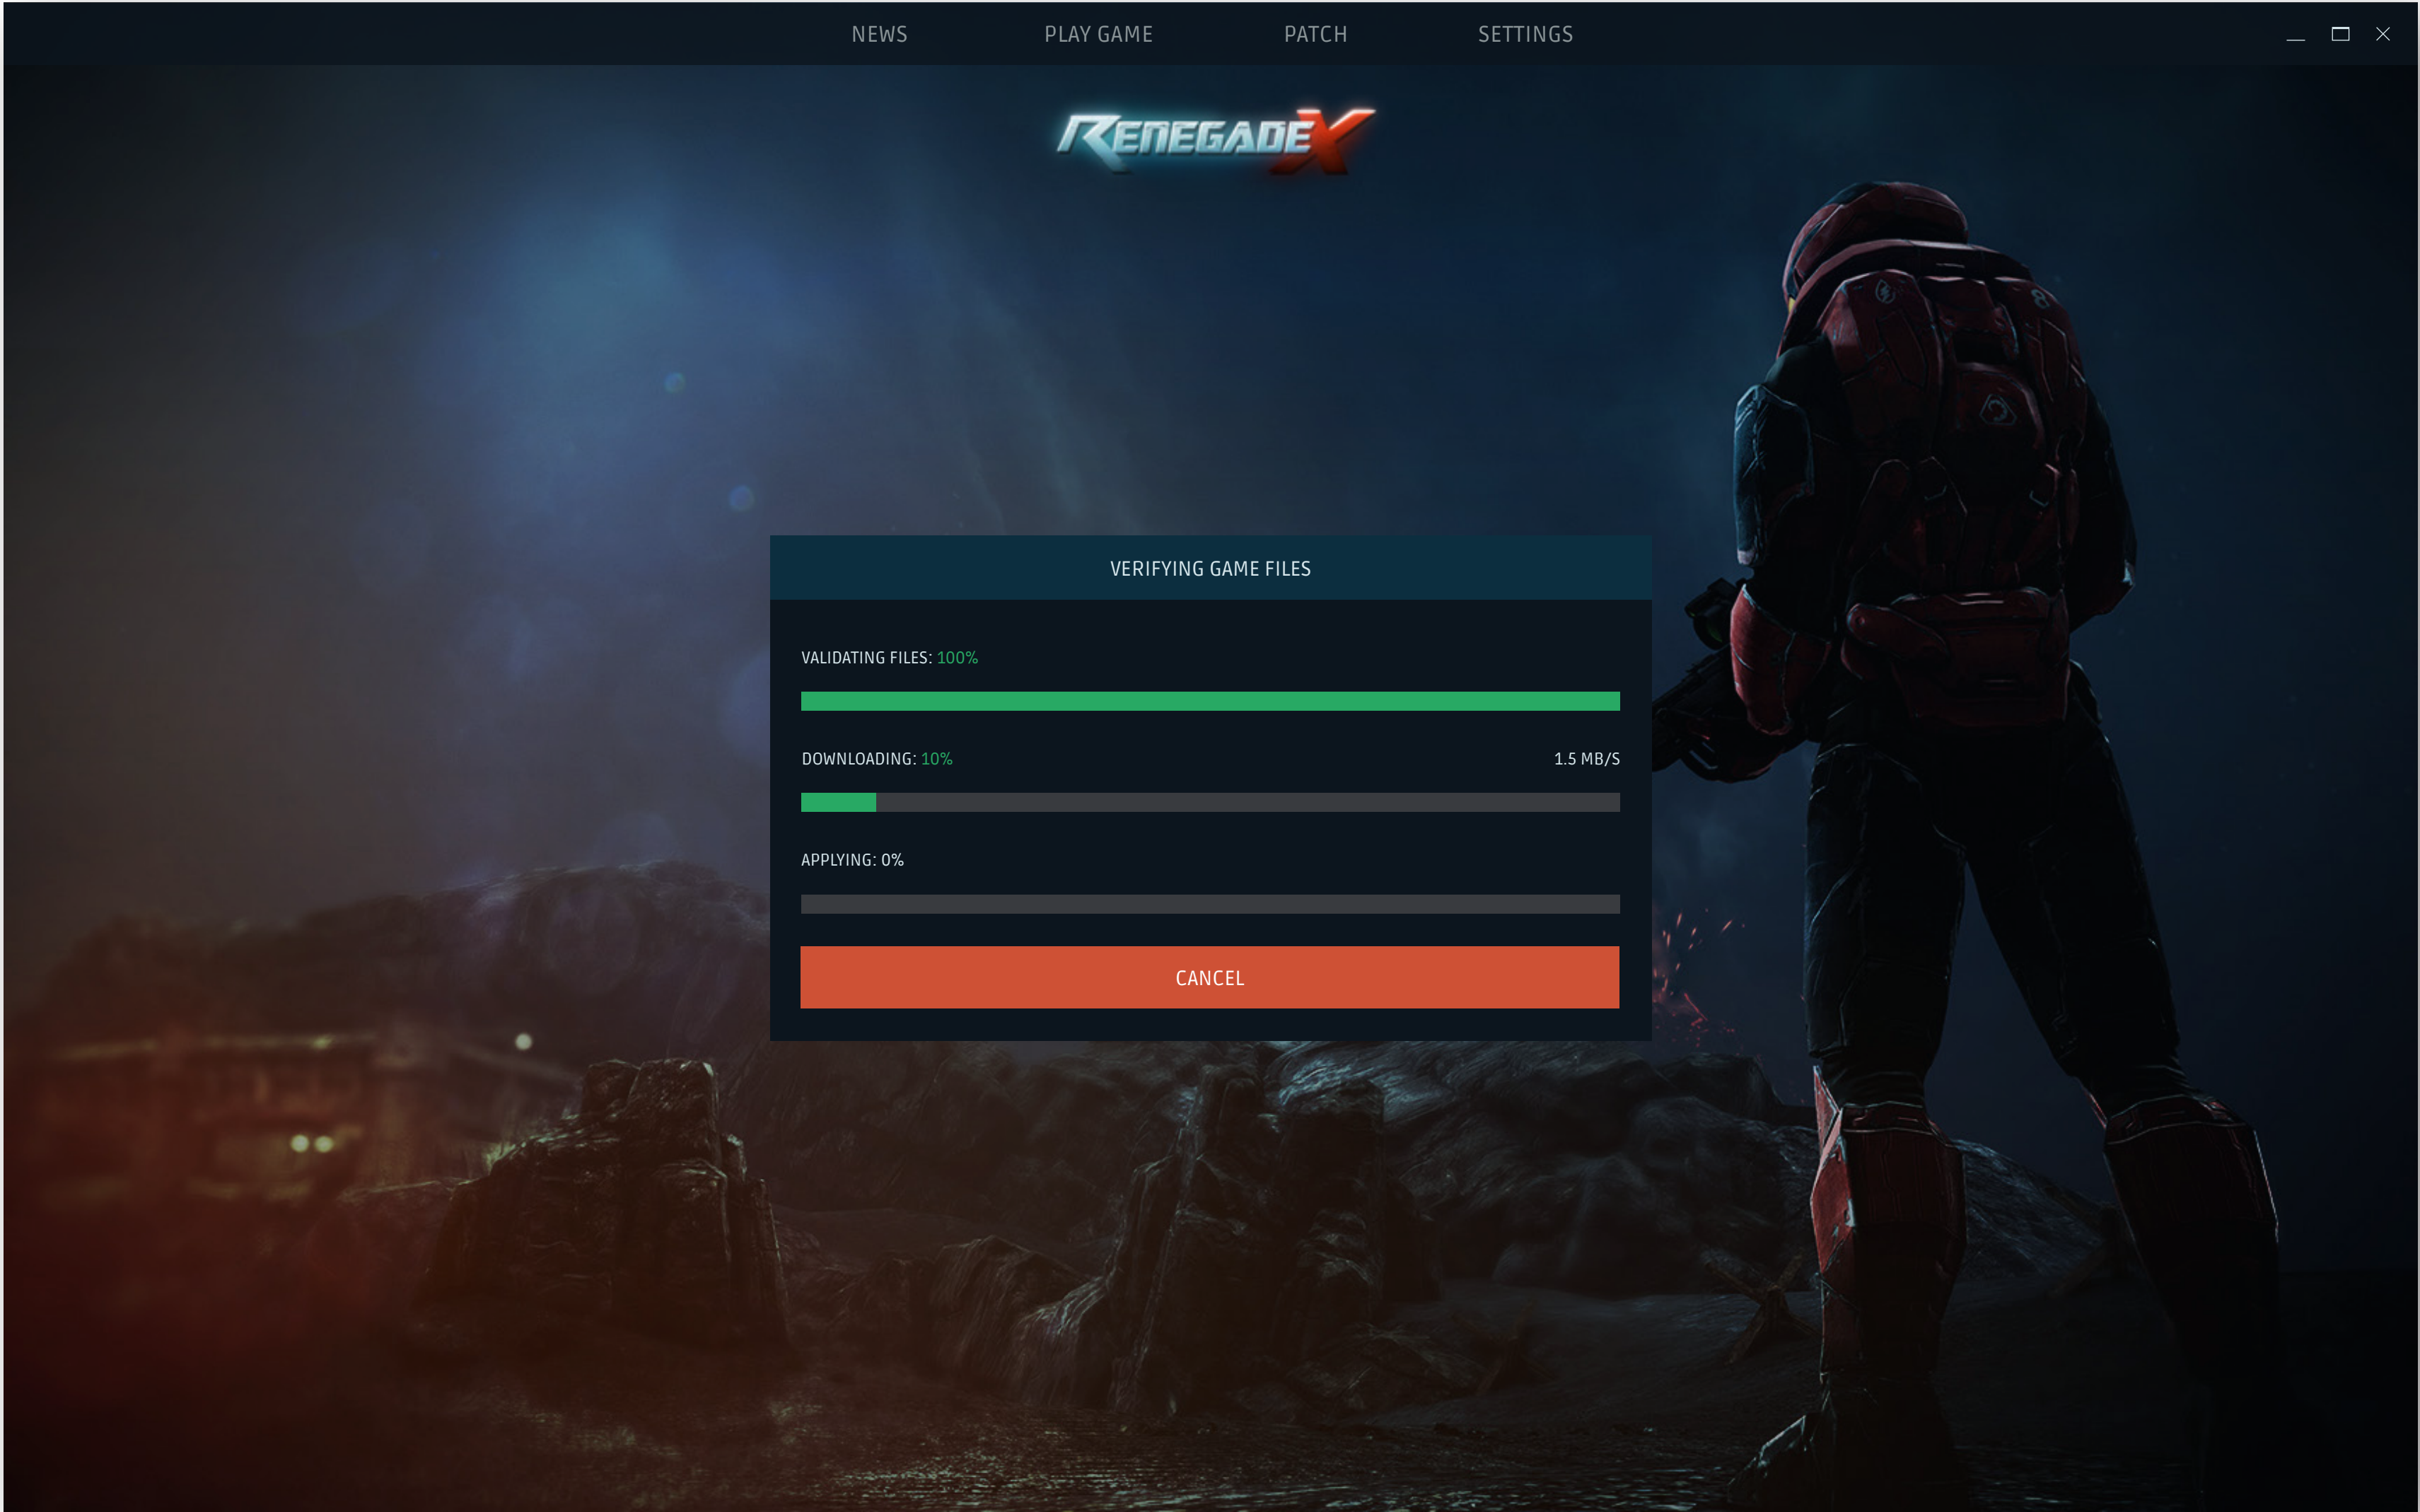 NEWS PLAY GAME PATCH SETTINGS
RENEGADE X
VERIFYING GAME FILES
VALIDATING FILES: 100%
DOWNLOADING: 10% 1.5 MB/S
APPLYING: 0%
CANCEL